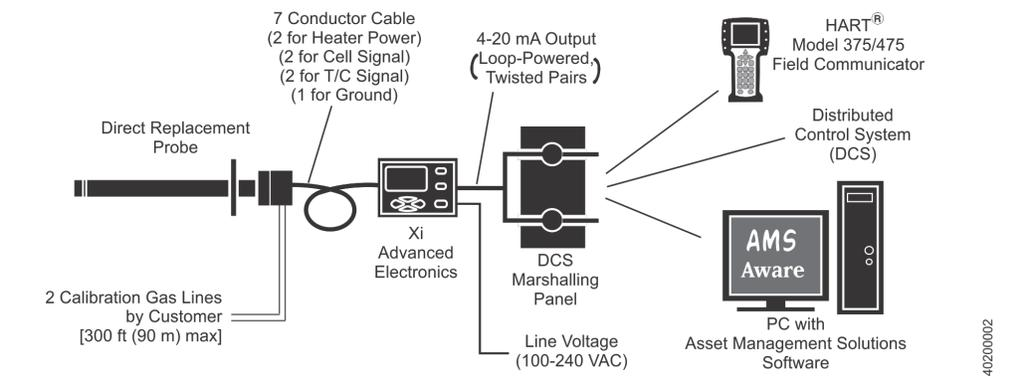 7 Conductor Cable
(2 for Heater Power)
(2 for Cell Signal)
(2 for T/C Signal)
(1 for Ground)
4-20 mA Output
(Loop-Powered,
Twisted Pairs)
HART®
Model 375/475
Field Communicator
Direct Replacement
Probe
Distributed
Control System
(DCS)
Xi
Advanced
Electronics
DCS
Marshalling
Panel
AMS
Aware
2 Calibration Gas Lines
by Customer
[300 ft (90 m) max]
Line Voltage
(100-240 VAC)
PC with
Asset Management Solutions
Software
40200002